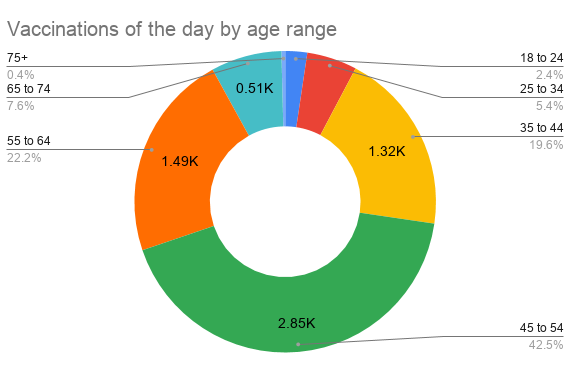 Vaccinations of the day by age range
75+
0.4%
65 to 74
7.6%
55 to 64
22.2%
18 to 24
2.4%
25 to 34
5.4%
35 to 44
19.6%
45 to 54
42.5%
0.51K
1.32K
1.49K
2.85K